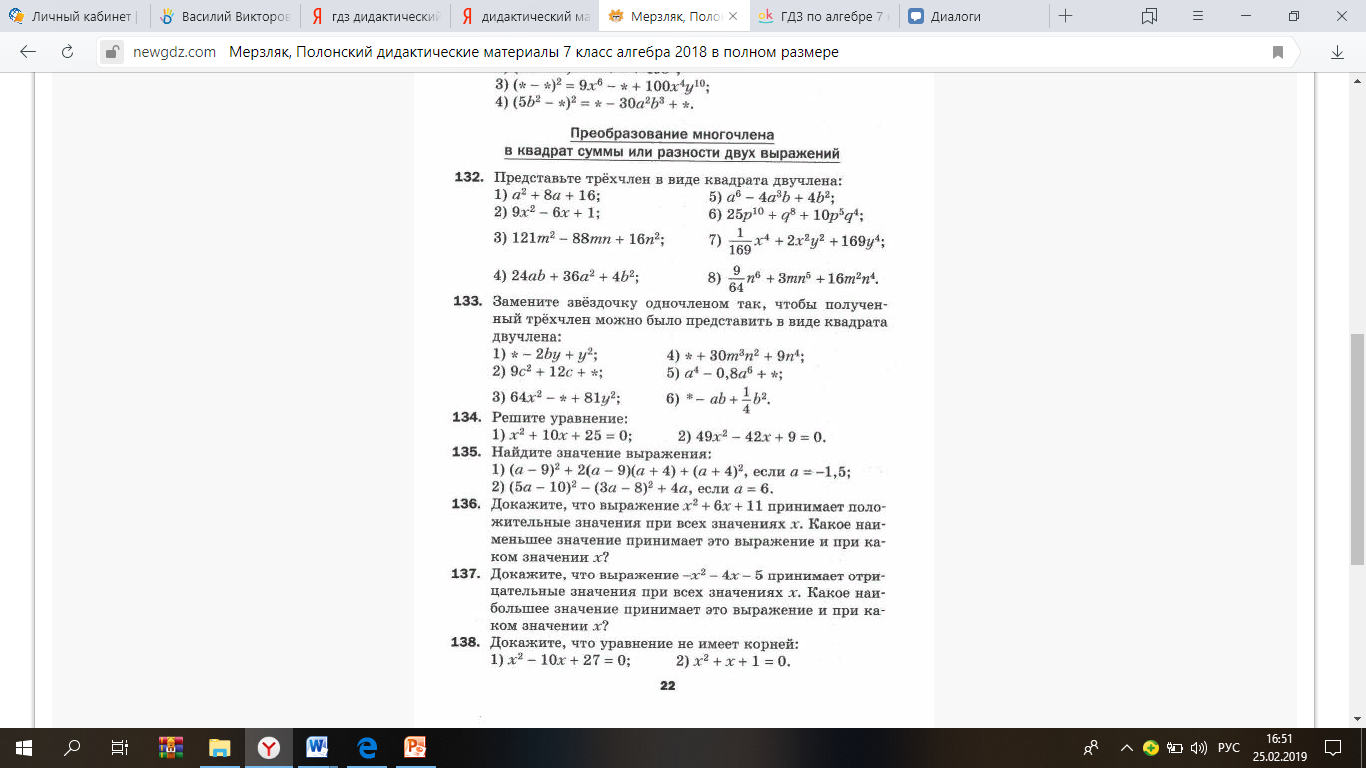 Личный кабинет |
Василий Викторов
гдз дидактический
дидактический ма
Мерзляк, Поло
ГДЗ по алгебре 7 к
Диалоги
newgdz.com Мерзляк, Полонский дидактические материалы 7 класс алгебра 2018 в полном размере
3) (* – *)² = 9x⁶ – * + 100x⁴y¹⁰;
4) (5b² – *)² = * – 30a²b³ + *.
Преобразование многочлена
в квадрат суммы или разности двух выражений
132. Представьте трёхчлен в виде квадрата двучлена:
1) a² + 8a + 16; 5) a⁶ – 4a³b + 4b²;
2) 9x² – 6x + 1; 6) 25p¹⁰ + q⁸ + 10p⁵q⁴;
3) 121m² – 88mn + 16n²; 7) 1/169 x⁴ + 2x²y² + 169y⁴;
4) 24ab + 36a² + 4b²; 8) 9/64 n⁶ + 3mn⁵ + 16m²n⁴.
133. Замените звёздочку одночленом так, чтобы получен-
ный трёхчлен можно было представить в виде квадрата
двучлена:
1) * – 2by + y²; 4) * + 30m³n² + 9n⁴;
2) 9c² + 12c + *; 5) a⁴ – 0,8a⁶ + *;
3) 64x² – * + 81y²; 6) * – ab + 1/4 b².
134. Решите уравнение:
1) x² + 10x + 25 = 0; 2) 49x² – 42x + 9 = 0.
135. Найдите значение выражения:
1) (a – 9)² + 2(a – 9)(a + 4) + (a + 4)², если a = –1,5;
2) (5a – 10)² – (3a – 8)² + 4a, если a = 6.
136. Докажите, что выражение x² + 6x + 11 принимает поло-
жительные значения при всех значениях x. Какое наи-
меньшее значение принимает это выражение и при ка-
ком значении x?
137. Докажите, что выражение –x² – 4x – 5 принимает отри-
цательные значения при всех значениях x. Какое наи-
большее значение принимает это выражение и при ка-
ком значении x?
138. Докажите, что уравнение не имеет корней:
1) x² – 10x + 27 = 0; 2) x² + x + 1 = 0.
22
РУС
16:51
25.02.2019